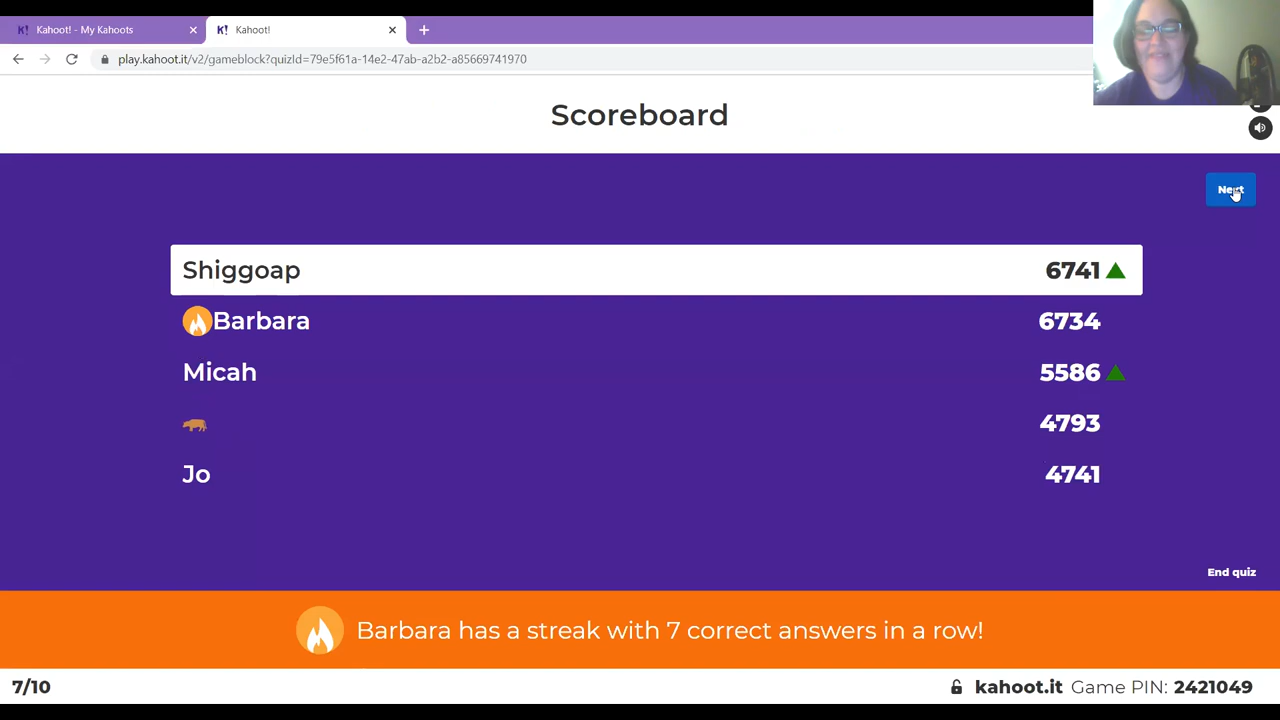 K! Kahoot! - My Kahoots
K! Kahoot!
play.kahoot.it/v2/gameblock?quizId=79e5f61a-14e2-47ab-a2b2-a85669741970
Scoreboard
Next
Shiggoap 6741
Barbara 6734
Micah 5586
4793
Jo 4741
End quiz
Barbara has a streak with 7 correct answers in a row!
7/10
kahoot.it Game PIN: 2421049